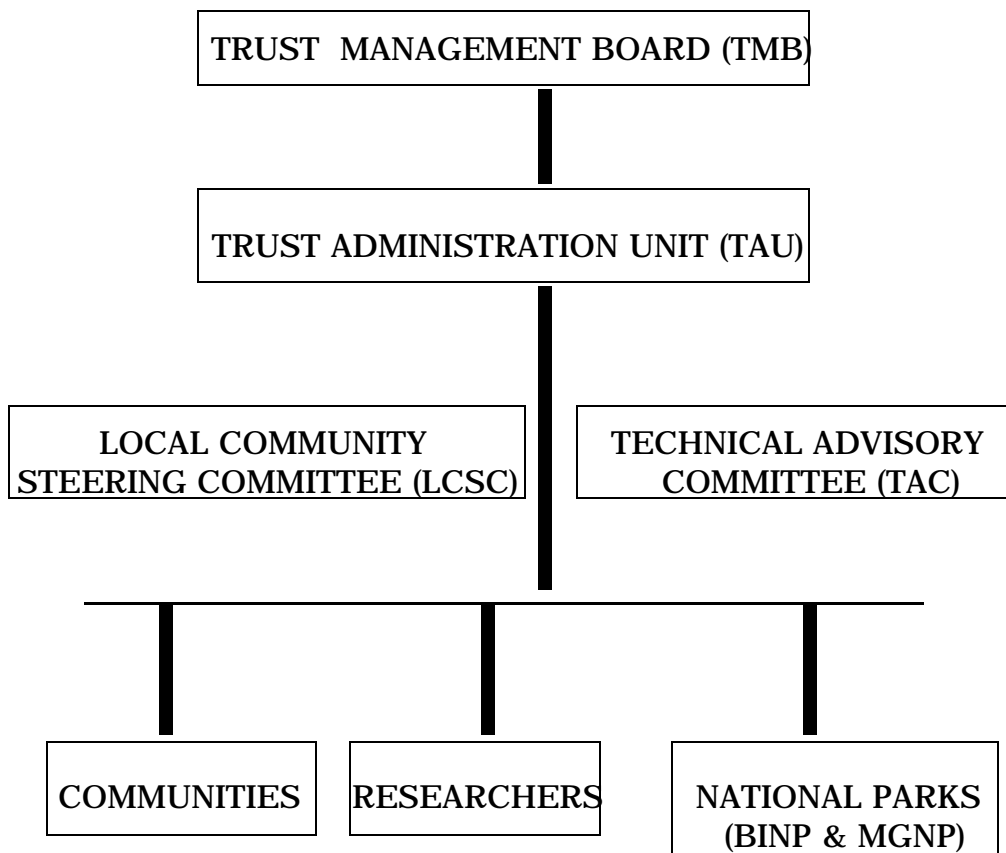 TRUST MANAGEMENT BOARD (TMB)
TRUST ADMINISTRATION UNIT (TAU)
LOCAL COMMUNITY
STEERING COMMITTEE (LCSC)
TECHNICAL ADVISORY
COMMITTEE (TAC)
COMMUNITIES
RESEARCHERS
NATIONAL PARKS
(BINP & MGNP)